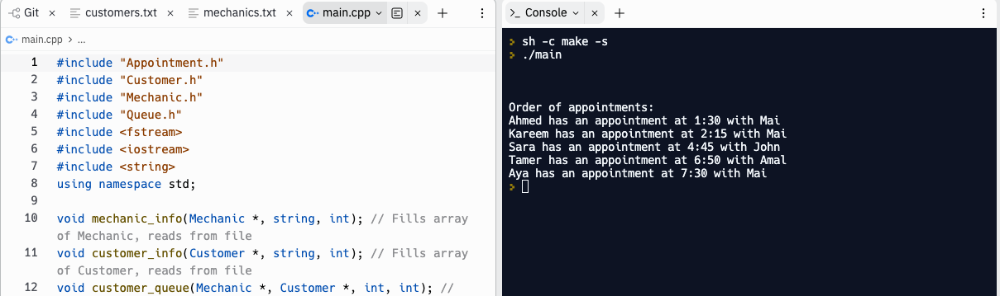 Git customers.txt mechanics.txt main.cpp
main.cpp > ...
1 #include "Appointment.h"
2 #include "Customer.h"
3 #include "Mechanic.h"
4 #include "Queue.h"
5 #include <fstream>
6 #include <iostream>
7 #include <string>
8 using namespace std;
9
10 void mechanic_info(Mechanic *, string, int); // Fills array
of Mechanic, reads from file
11 void customer_info(Customer *, string, int); // Fills array
of Customer, reads from file
12 void customer_queue(Mechanic *, Customer *, int, int); //
>_ Console
> sh -c make -s
> ./main
Order of appointments:
Ahmed has an appointment at 1:30 with Mai
Kareem has an appointment at 2:15 with Mai
Sara has an appointment at 4:45 with John
Tamer has an appointment at 6:50 with Amal
Aya has an appointment at 7:30 with Mai
>